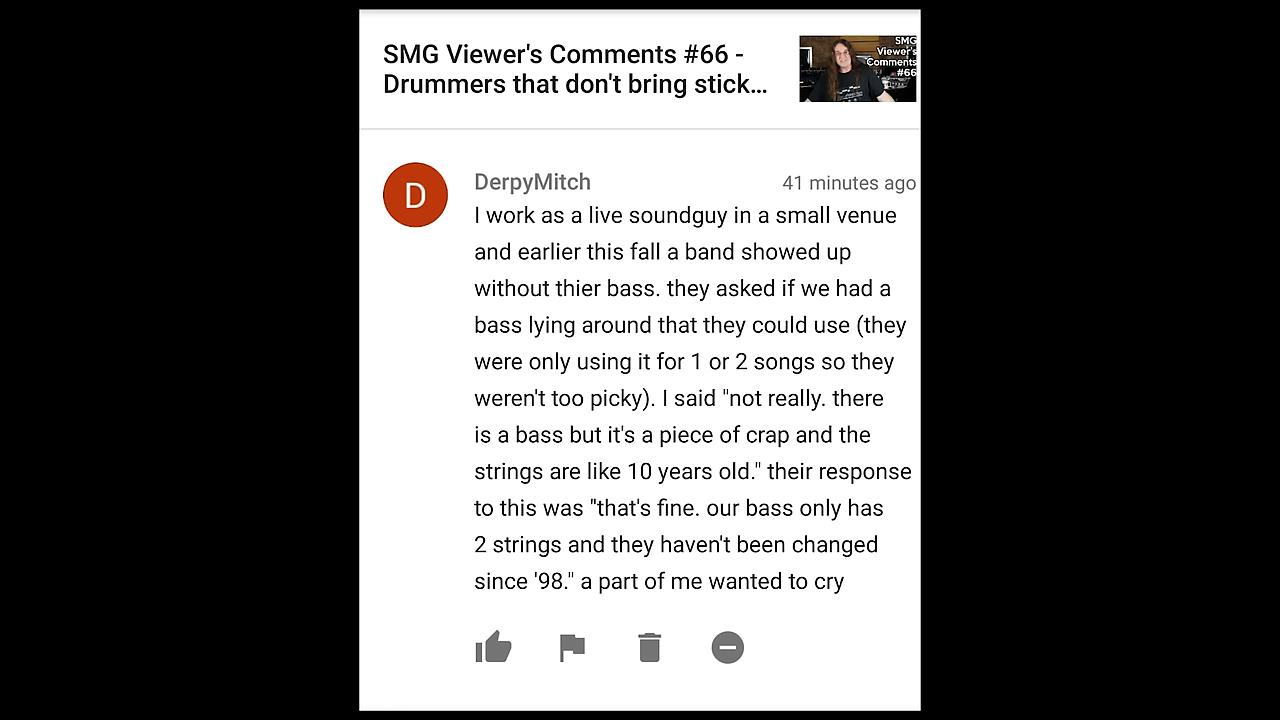 SMG Viewer's Comments #66 -
Drummers that don't bring stick...
SMG
Viewer's
Comments
#66
D
DerpyMitch
41 minutes ago
I work as a live soundguy in a small venue
and earlier this fall a band showed up
without thier bass. they asked if we had a
bass lying around that they could use (they
were only using it for 1 or 2 songs so they
weren't too picky). I said "not really. there
is a bass but it's a piece of crap and the
strings are like 10 years old." their response
to this was "that's fine. our bass only has
2 strings and they haven't been changed
since '98." a part of me wanted to cry